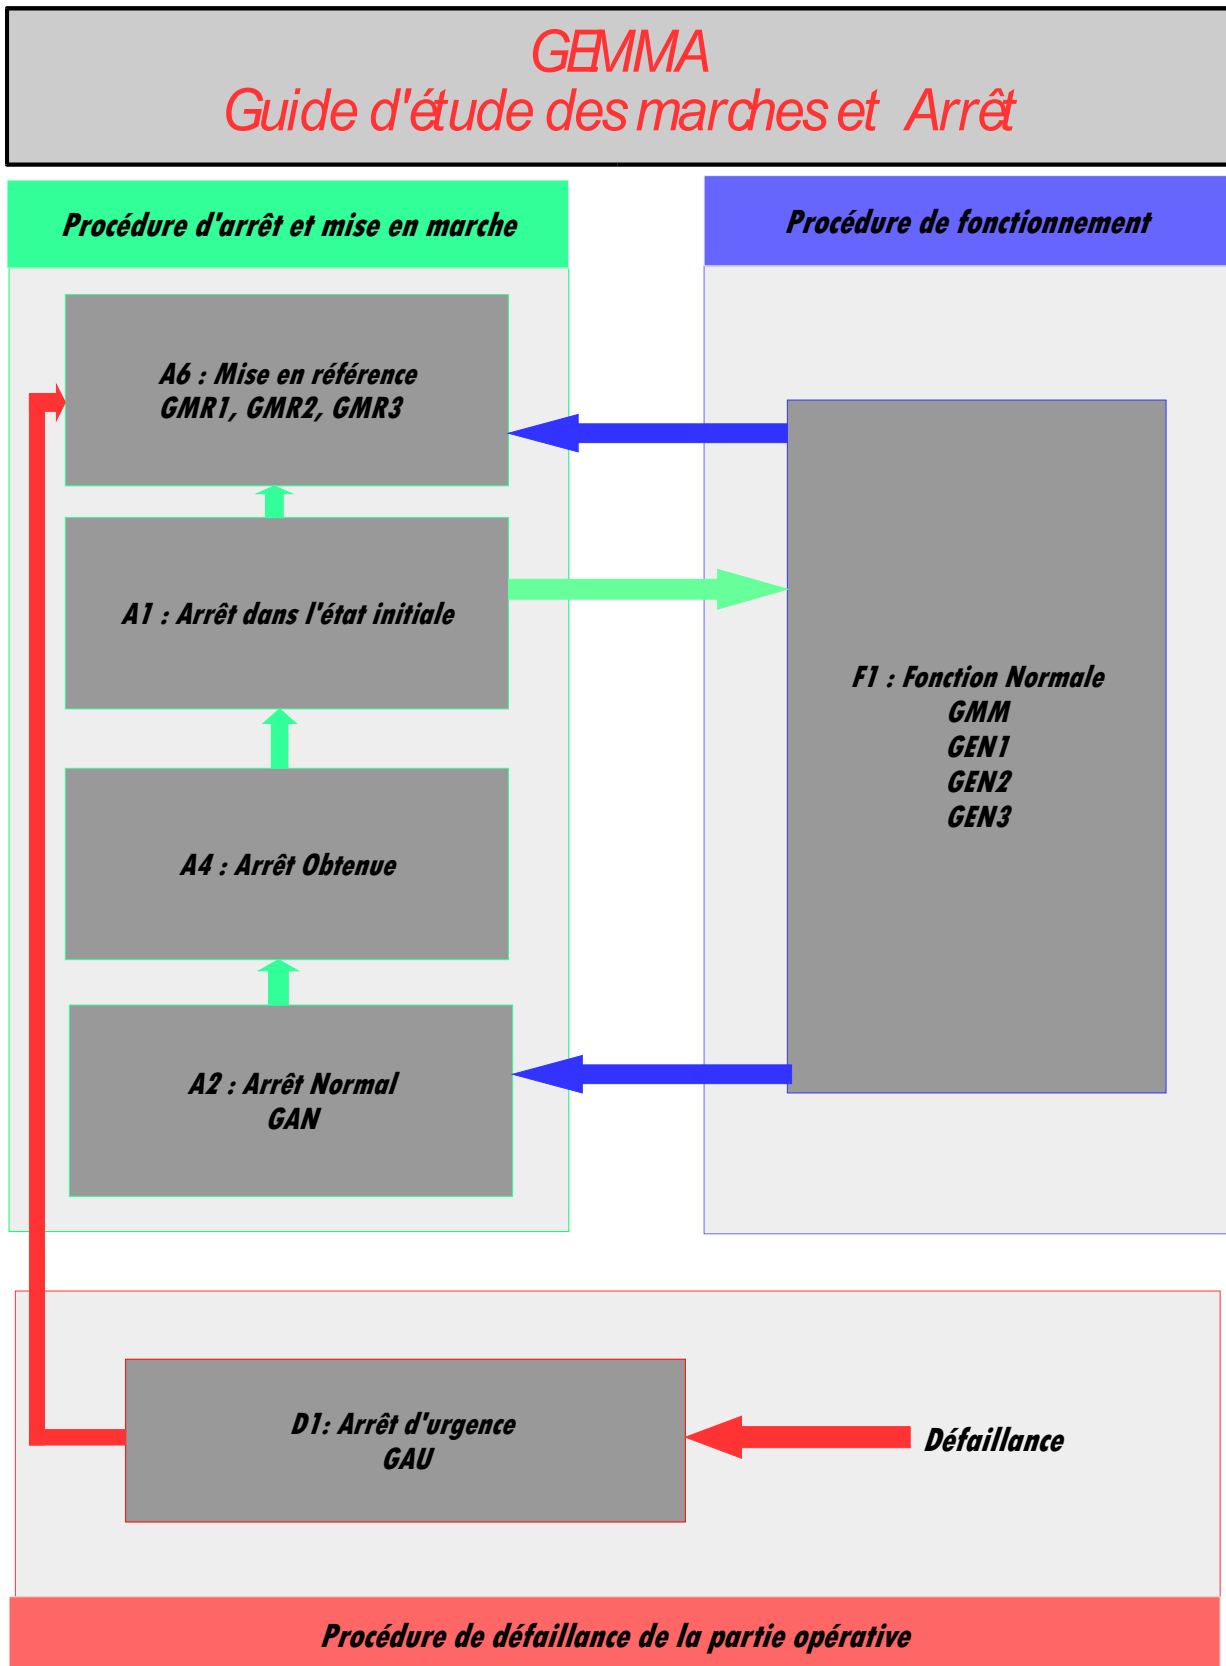 GEMMA
Guide d'étude des marches et Arrêt
Procédure d'arrêt et mise en marche
Procédure de fonctionnement
A6 : Mise en référence
GMR1, GMR2, GMR3
A1 : Arrêt dans l'état initiale
F1 : Fonction Normale
GMM
GEN1
GEN2
GEN3
A4 : Arrêt Obtenue
A2 : Arrêt Normal
GAN
D1: Arrêt d'urgence
GAU
Défaillance
Procédure de défaillance de la partie opérative